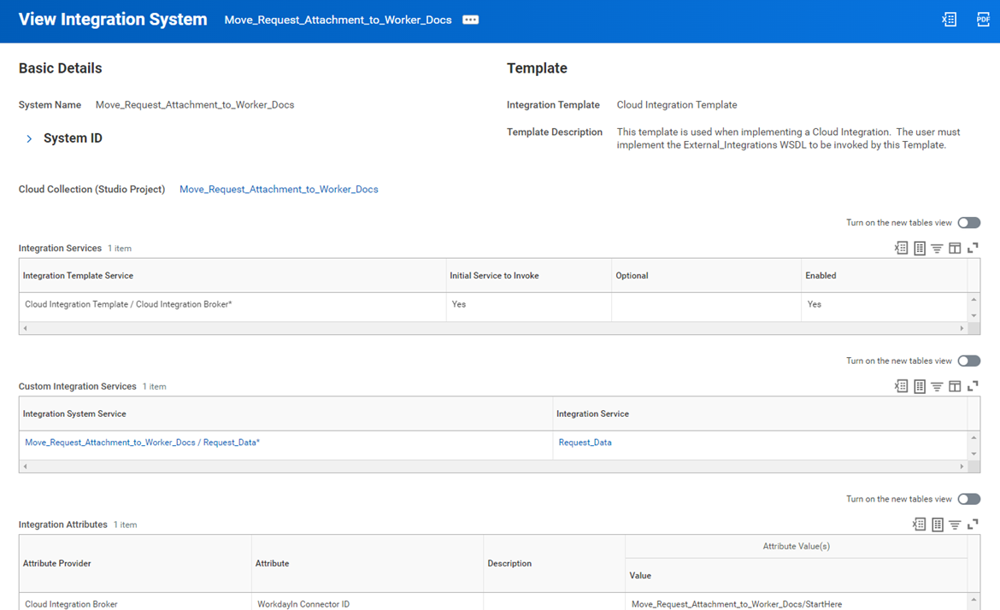 View Integration System Move_Request_Attachment_to_Worker_Docs
PDF
Basic Details
Template
System Name Move_Request_Attachment_to_Worker_Docs
Integration Template Cloud Integration Template
System ID
Template Description This template is used when implementing a Cloud Integration. The user must
implement the External_Integrations WSDL to be invoked by this Template.
Cloud Collection (Studio Project) Move_Request_Attachment_to_Worker_Docs
Turn on the new tables view
Integration Services 1 item
Integration Template Service Initial Service to Invoke Optional Enabled
Cloud Integration Template / Cloud Integration Broker* Yes Yes
Turn on the new tables view
Custom Integration Services 1 item
Integration System Service Integration Service
Move_Request_Attachment_to_Worker_Docs / Request_Data* Request_Data
Turn on the new tables view
Integration Attributes 1 item
Attribute Value(s)
Attribute Provider Attribute Description
Value
Cloud Integration Broker WorkdayIn Connector ID Move_Request_Attachment_to_Worker_Docs/StartHere